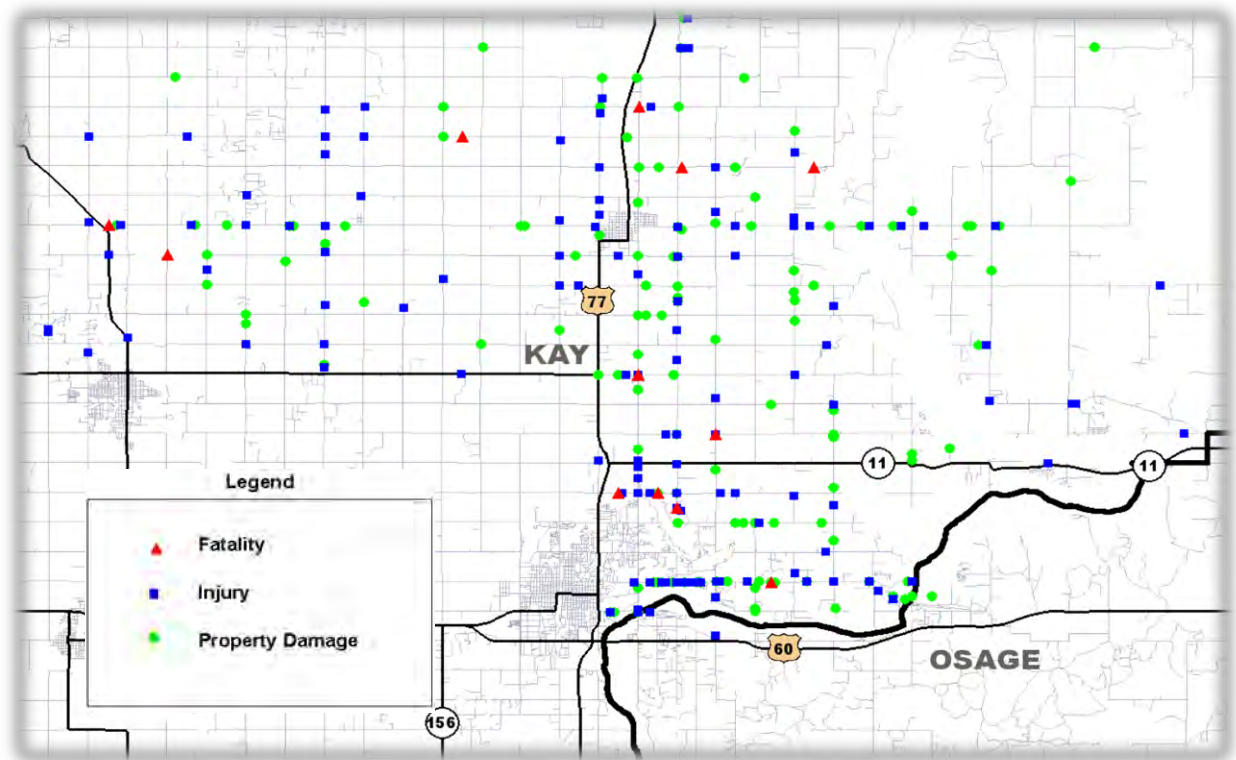 77
KAY
11
11
Legend
Fatality
Injury
Property Damage
60
OSAGE
156